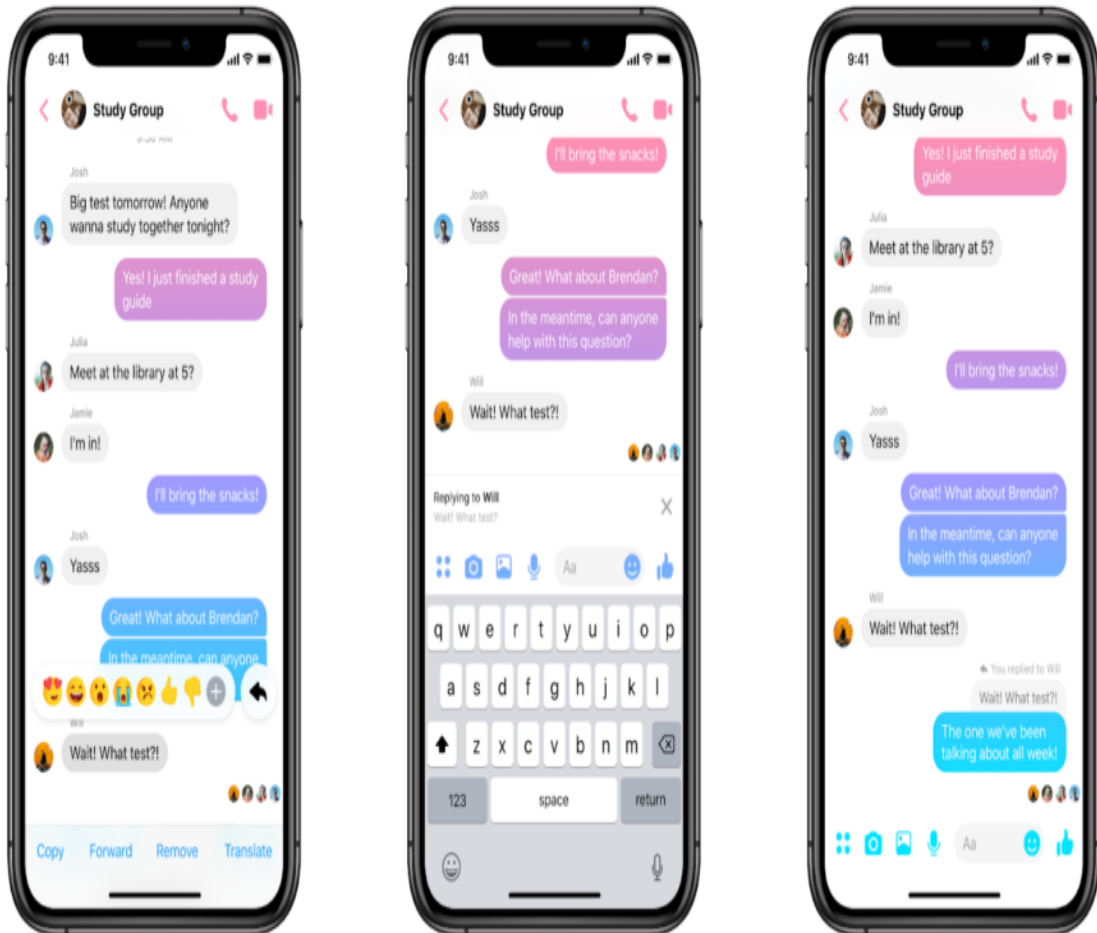 9:41
Study Group
Josh
Big test tomorrow! Anyone
wanna study together tonight?
Yes! I just finished a study
guide
Julia
Meet at the library at 5?
Jamie
I'm in!
I'll bring the snacks!
Josh
Yasss
Great! What about Brendan?
In the meantime, can anyone
Will
Wait! What test?!
Copy Forward Remove Translate
9:41
Study Group
I'll bring the snacks!
Josh
Yasss
Great! What about Brendan?
In the meantime, can anyone
help with this question?
Will
Wait! What test?!
Replying to Will
Wait! What test?
Aa
q w e r t y u i o p
a s d f g h j k l
z x c v b n m
123 space return
9:41
Study Group
Yes! I just finished a study
guide
Julia
Meet at the library at 5?
Jamie
I'm in!
I'll bring the snacks!
Josh
Yasss
Great! What about Brendan?
In the meantime, can anyone
help with this question?
Will
Wait! What test?!
You replied to Will
Wait! What test?!
The one we've been
talking about all week!
Aa